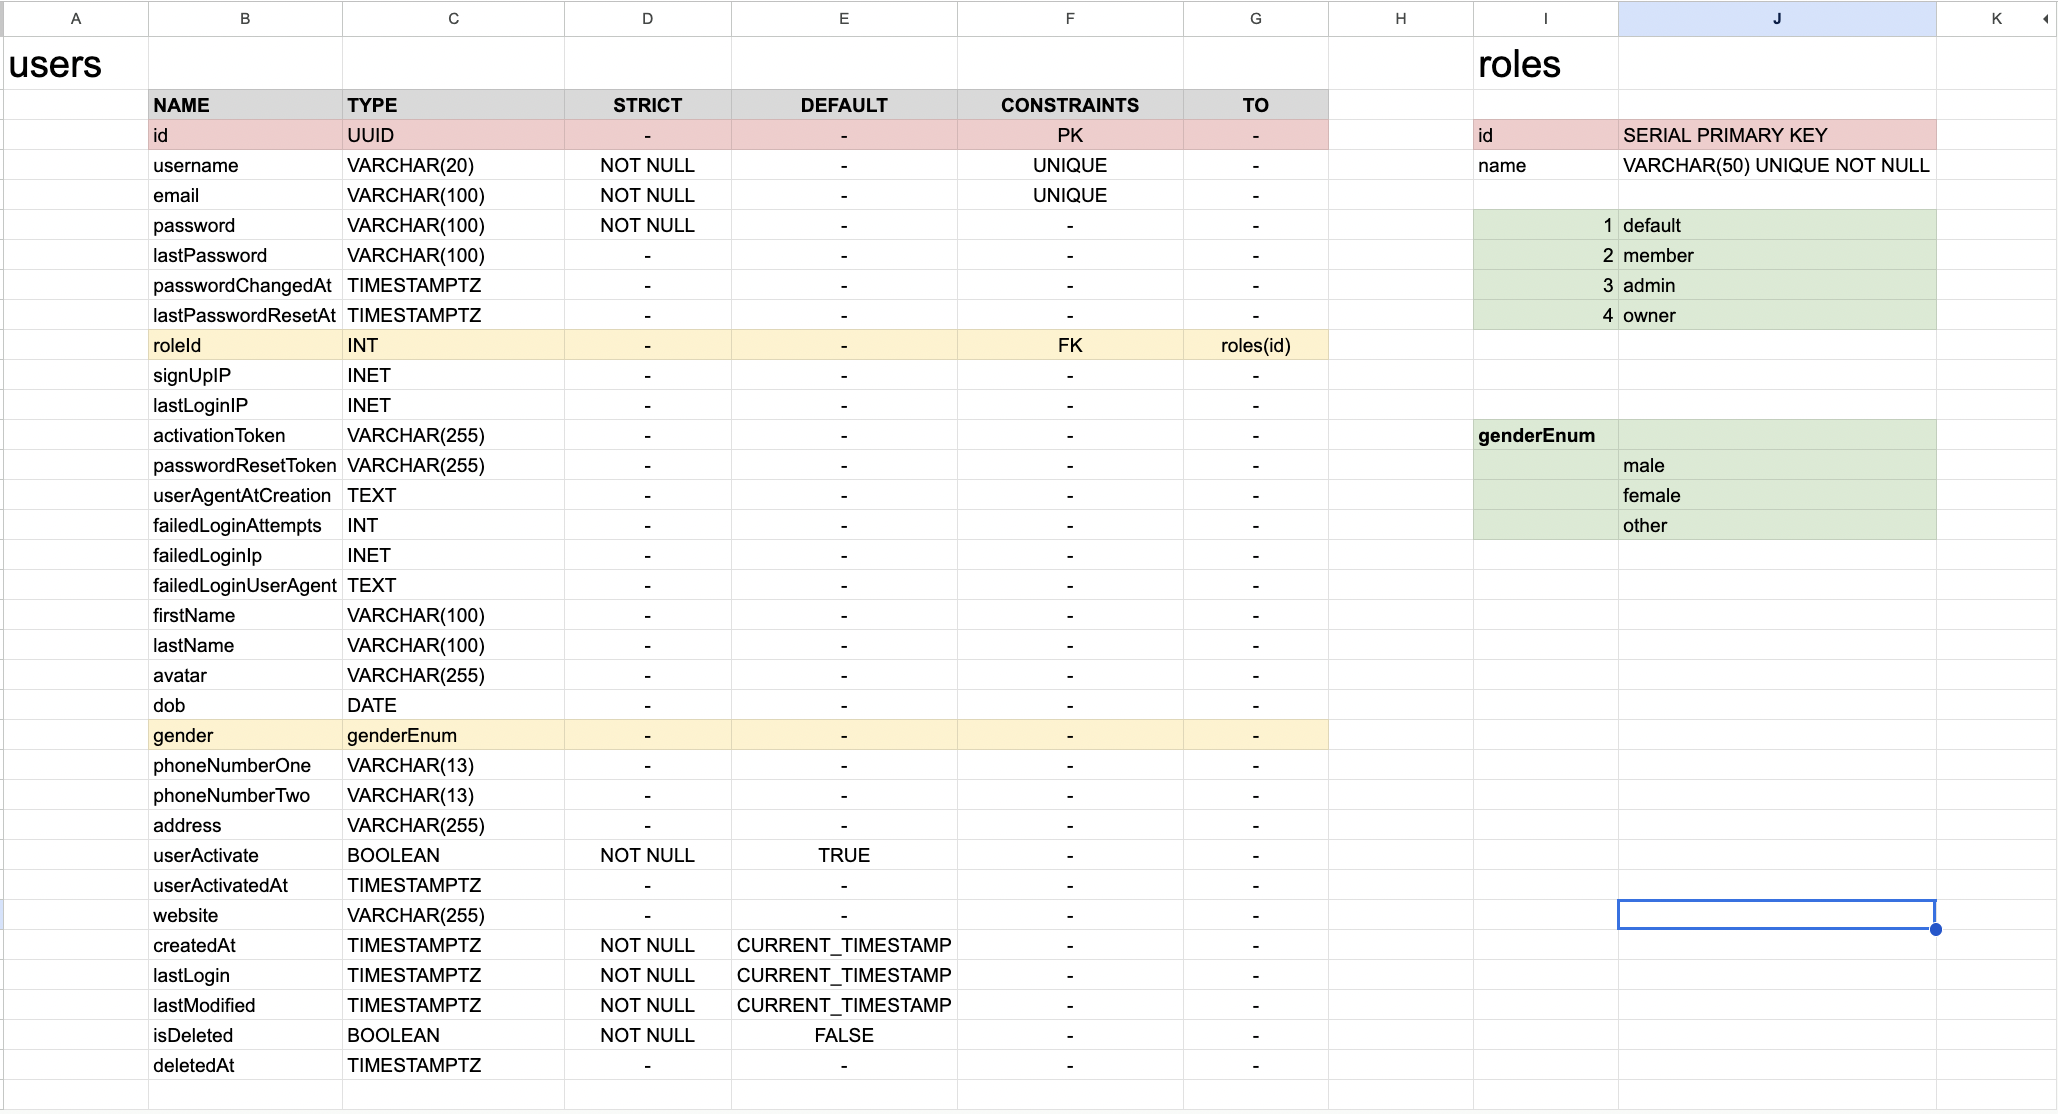 A B C D E F G H I J K
users roles
NAME TYPE STRICT DEFAULT CONSTRAINTS TO
id UUID - - PK - id SERIAL PRIMARY KEY
username VARCHAR(20) NOT NULL - UNIQUE - name VARCHAR(50) UNIQUE NOT NULL
email VARCHAR(100) NOT NULL - UNIQUE -
password VARCHAR(100) NOT NULL - - - 1 default
lastPassword VARCHAR(100) - - - - 2 member
passwordChangedAt TIMESTAMPTZ - - - - 3 admin
lastPasswordResetAt TIMESTAMPTZ - - - - 4 owner
roleId INT - - FK roles(id)
signUpIP INET - - - -
lastLoginIP INET - - - -
activationToken VARCHAR(255) - - - - genderEnum
passwordResetToken VARCHAR(255) - - - - male
userAgentAtCreation TEXT - - - - female
failedLoginAttempts INT - - - - other
failedLoginIp INET - - - -
failedLoginUserAgent TEXT - - - -
firstName VARCHAR(100) - - - -
lastName VARCHAR(100) - - - -
avatar VARCHAR(255) - - - -
dob DATE - - - -
gender genderEnum - - - -
phoneNumberOne VARCHAR(13) - - - -
phoneNumberTwo VARCHAR(13) - - - -
address VARCHAR(255) - - - -
userActivate BOOLEAN NOT NULL TRUE - -
userActivatedAt TIMESTAMPTZ - - - -
website VARCHAR(255) - - - -
createdAt TIMESTAMPTZ NOT NULL CURRENT_TIMESTAMP - -
lastLogin TIMESTAMPTZ NOT NULL CURRENT_TIMESTAMP - -
lastModified TIMESTAMPTZ NOT NULL CURRENT_TIMESTAMP - -
isDeleted BOOLEAN NOT NULL FALSE - -
deletedAt TIMESTAMPTZ - - - -